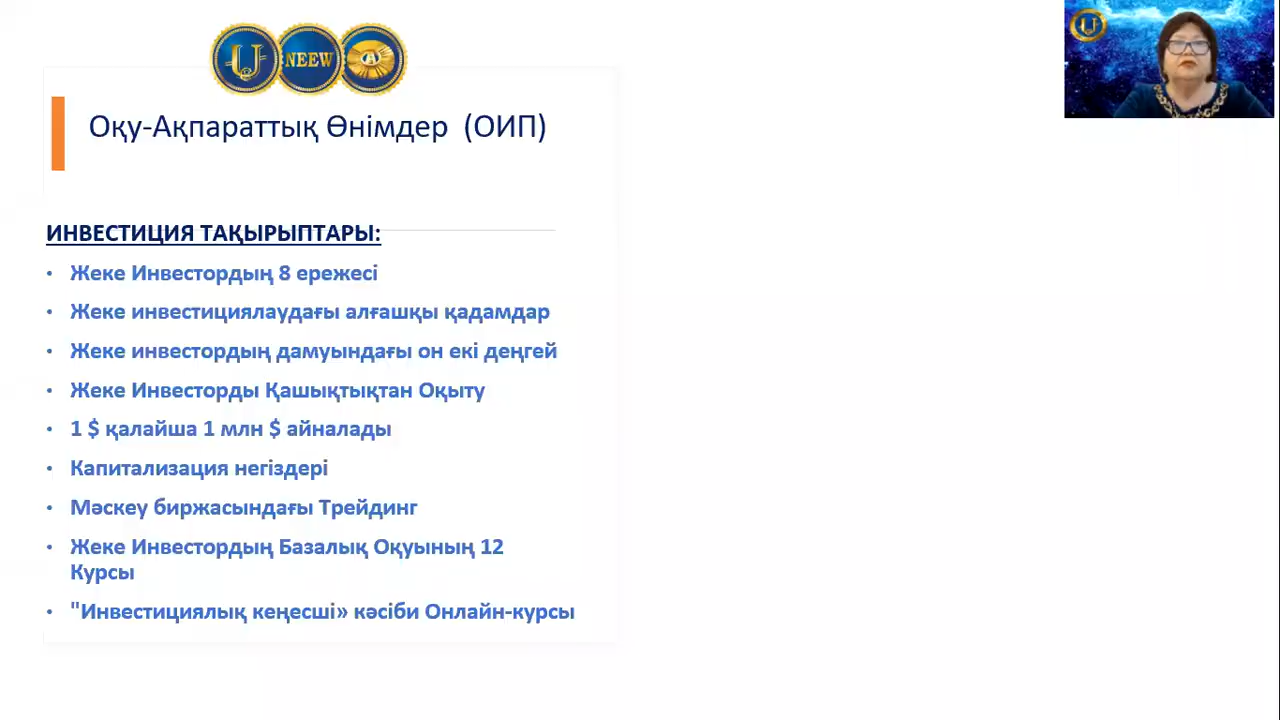 NEEW
Оқу-Ақпараттық Өнімдер (ОИП)
ИНВЕСТИЦИЯ ТАҚЫРЫПТАРЫ:
• Жеке Инвестордың 8 ережесі
• Жеке инвестициялаудағы алғашқы қадамдар
• Жеке инвестордың дамуындағы он екі деңгей
• Жеке Инвесторды Қашықтықтан Оқыту
• 1 $ қалайша 1 млн $ айналады
• Капитализация негіздері
• Мәскеу биржасындағы Трейдинг
• Жеке Инвестордың Базалық Оқуының 12
Курсы
• "Инвестициялық кеңесші» кәсіби Онлайн-курсы